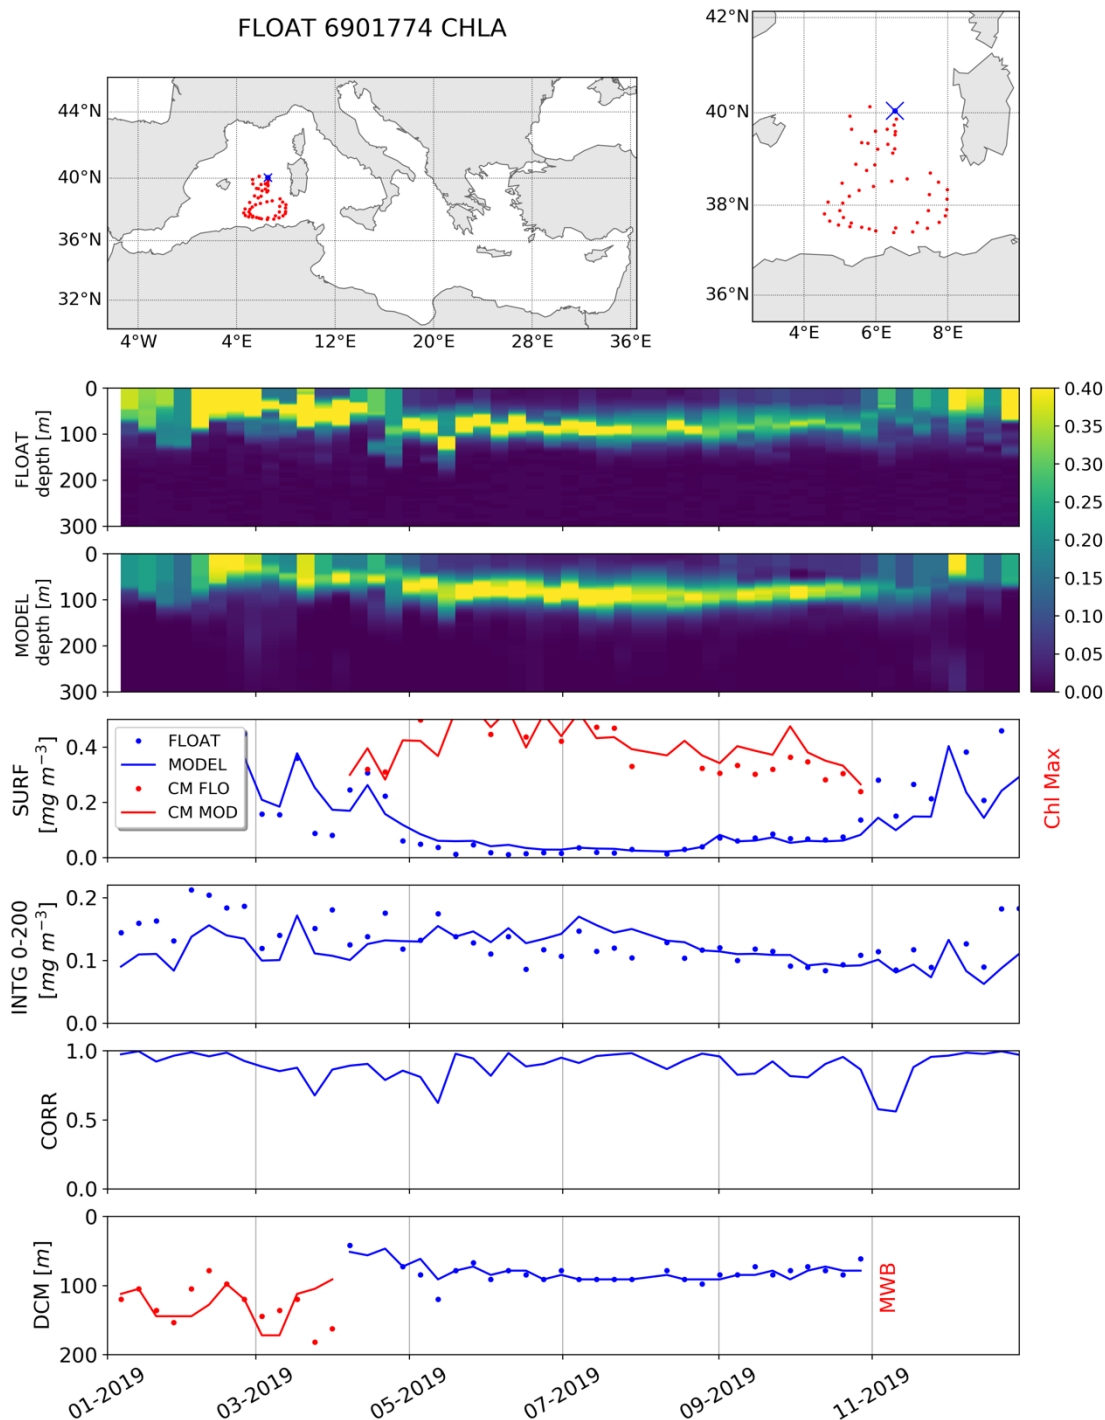 FLOAT 6901774 CHLA
44°N
40°N
36°N
32°N
4°W
4°E
12°E
20°E
28°E
36°E
42°N
40°N
38°N
36°N
4°E
6°E
8°E
FLOAT
depth [m]
0
100
200
300
0.40
0.35
0.30
0.25
0.20
0.15
0.10
0.05
0.00
MODEL
depth [m]
0
100
200
300
SURF
[mg m⁻³]
0.4
0.2
0.0
FLOAT
MODEL
CM FLO
CM MOD
Chl Max
INTG 0-200
[mg m⁻³]
0.2
0.1
0.0
CORR
1.0
0.5
0.0
DCM [m]
0
100
200
MWB
01-2019
03-2019
05-2019
07-2019
09-2019
11-2019